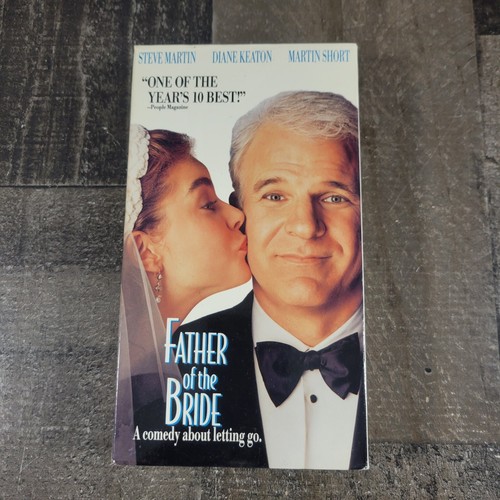 STEVE MARTIN DIANE KEATON MARTIN SHORT
"ONE OF THE
YEAR'S 10 BEST!"
—People Magazine
FATHER
of the
BRIDE
A comedy about letting go.